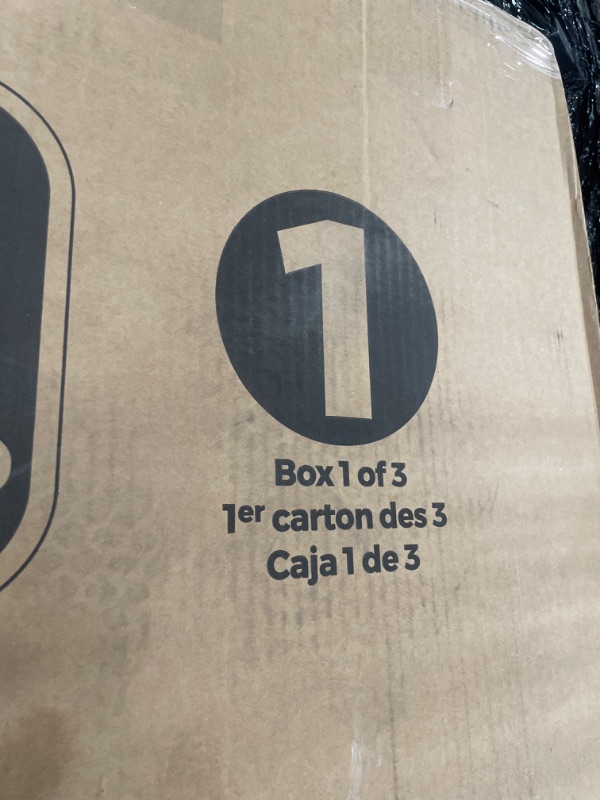 1
Box 1 of 3
1er carton des 3
Caja 1 de 3